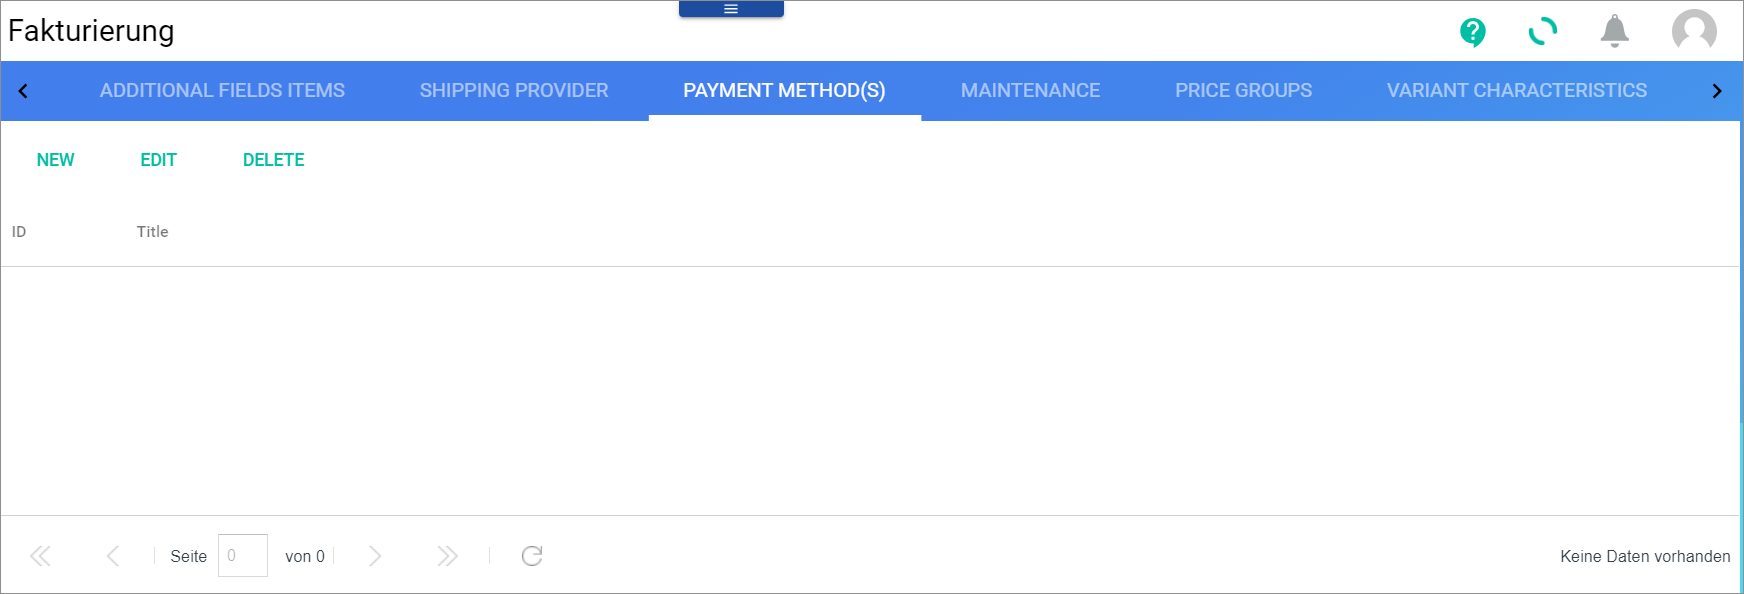 Fakturierung
ADDITIONAL FIELDS ITEMS SHIPPING PROVIDER PAYMENT METHOD(S) MAINTENANCE PRICE GROUPS VARIANT CHARACTERISTICS
NEW EDIT DELETE
ID Title
Seite 0 von 0 Keine Daten vorhanden